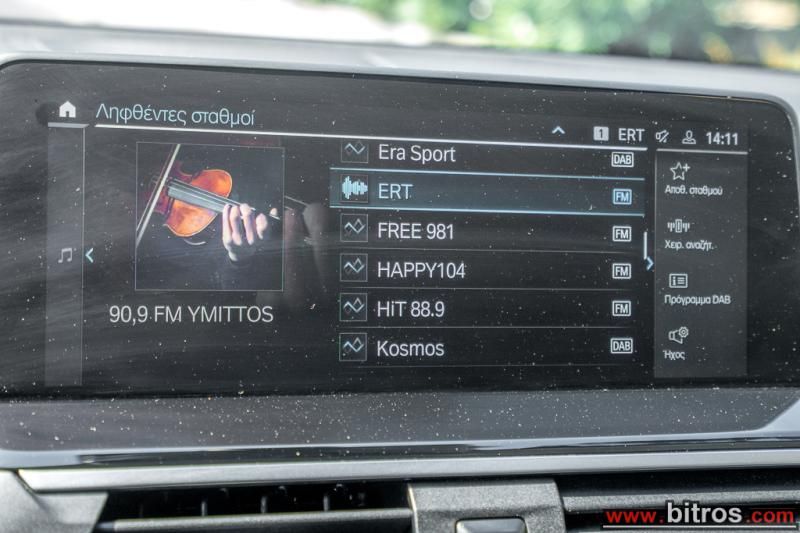 Ληφθέντες σταθμοί
1 ERT 14:11
Era Sport DAB
ERT FM
FREE 981 FM
HAPPY104 FM
HiT 88.9 FM
Kosmos DAB
90,9 FM YMITTOS
Αποθ. σταθμού
Χειρ. αναζήτ.
Πρόγραμμα DAB
Ήχος
www.bitros.com